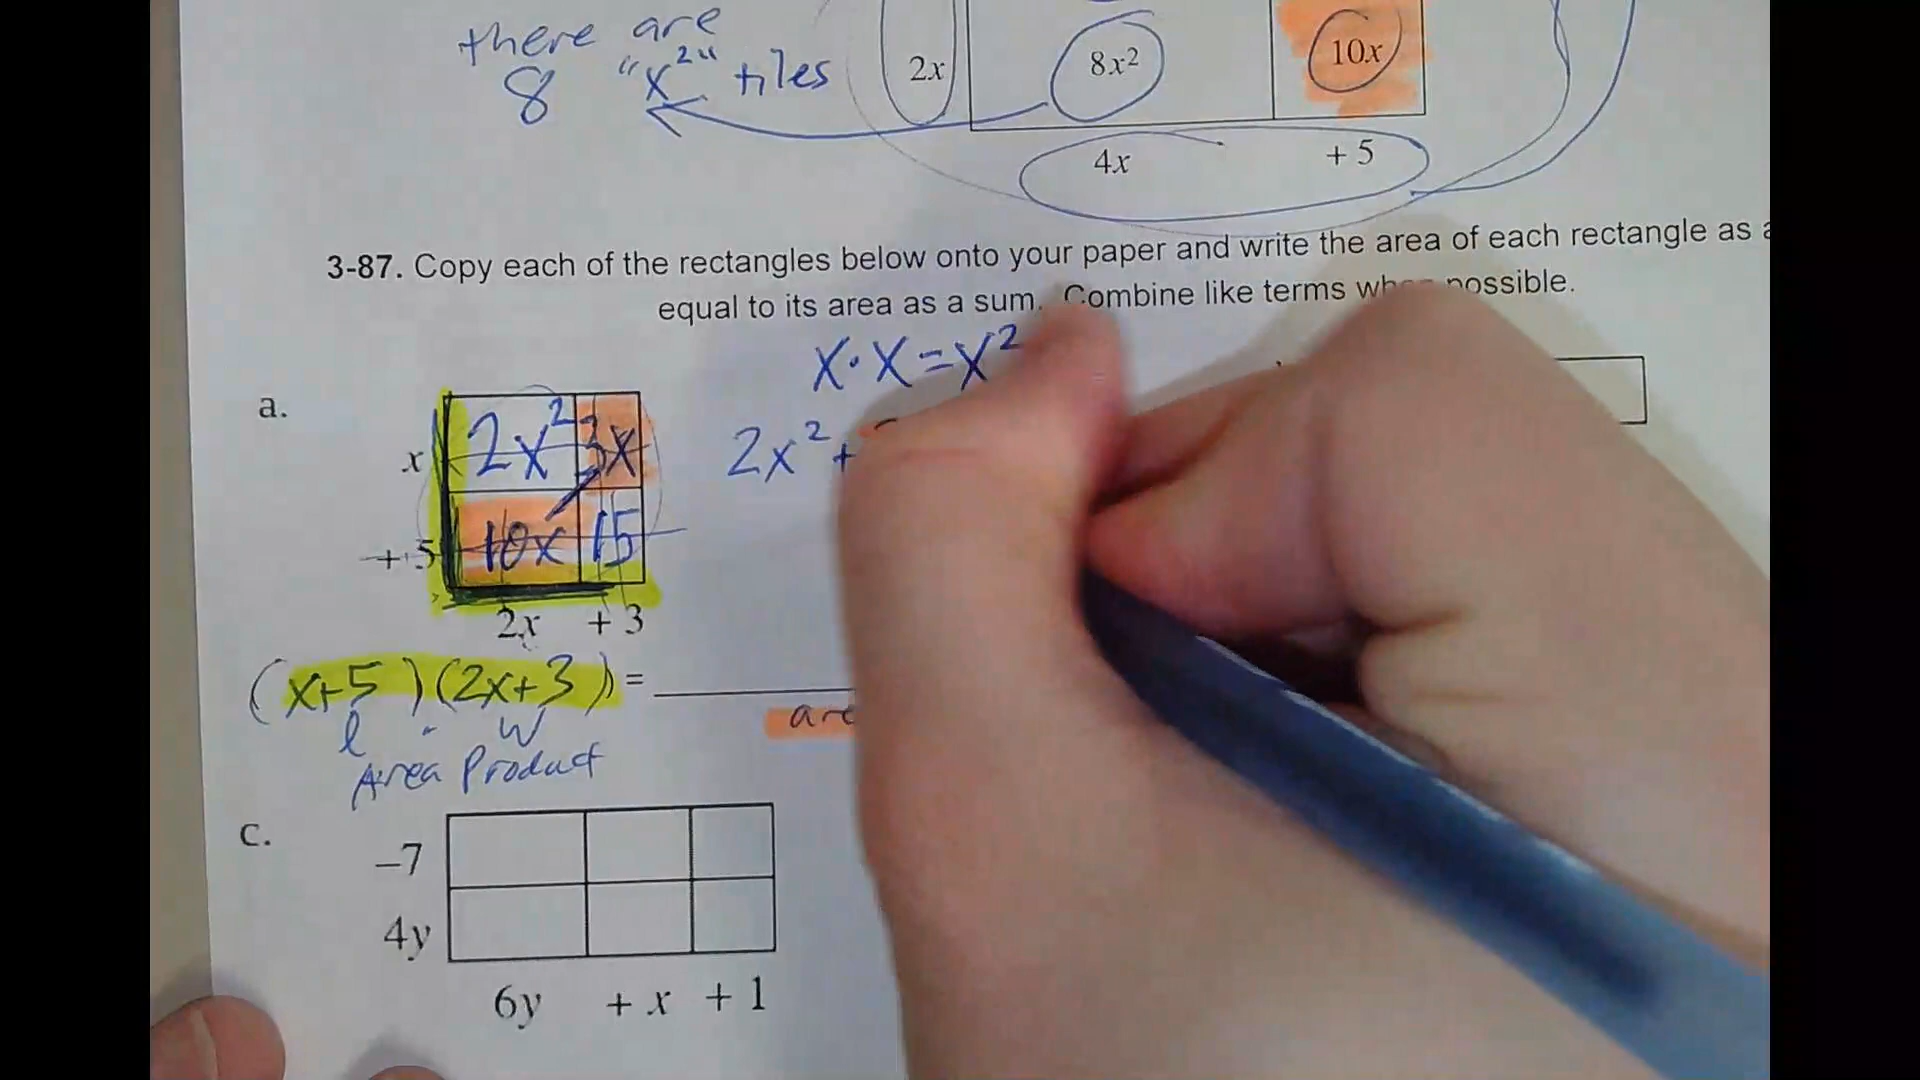 there are
8 "x²" tiles
2x 8x² 10x
4x + 5
3-87. Copy each of the rectangles below onto your paper and write the area of each rectangle as
equal to its area as a sum. Combine like terms possible.
x·x=x²
a.
x 2x² 3x
2x²+
+ 5 10x 15
2x + 3
(x+5)(2x+3)=
l · w
Area Product
c.
–7
4y
6y + x + 1